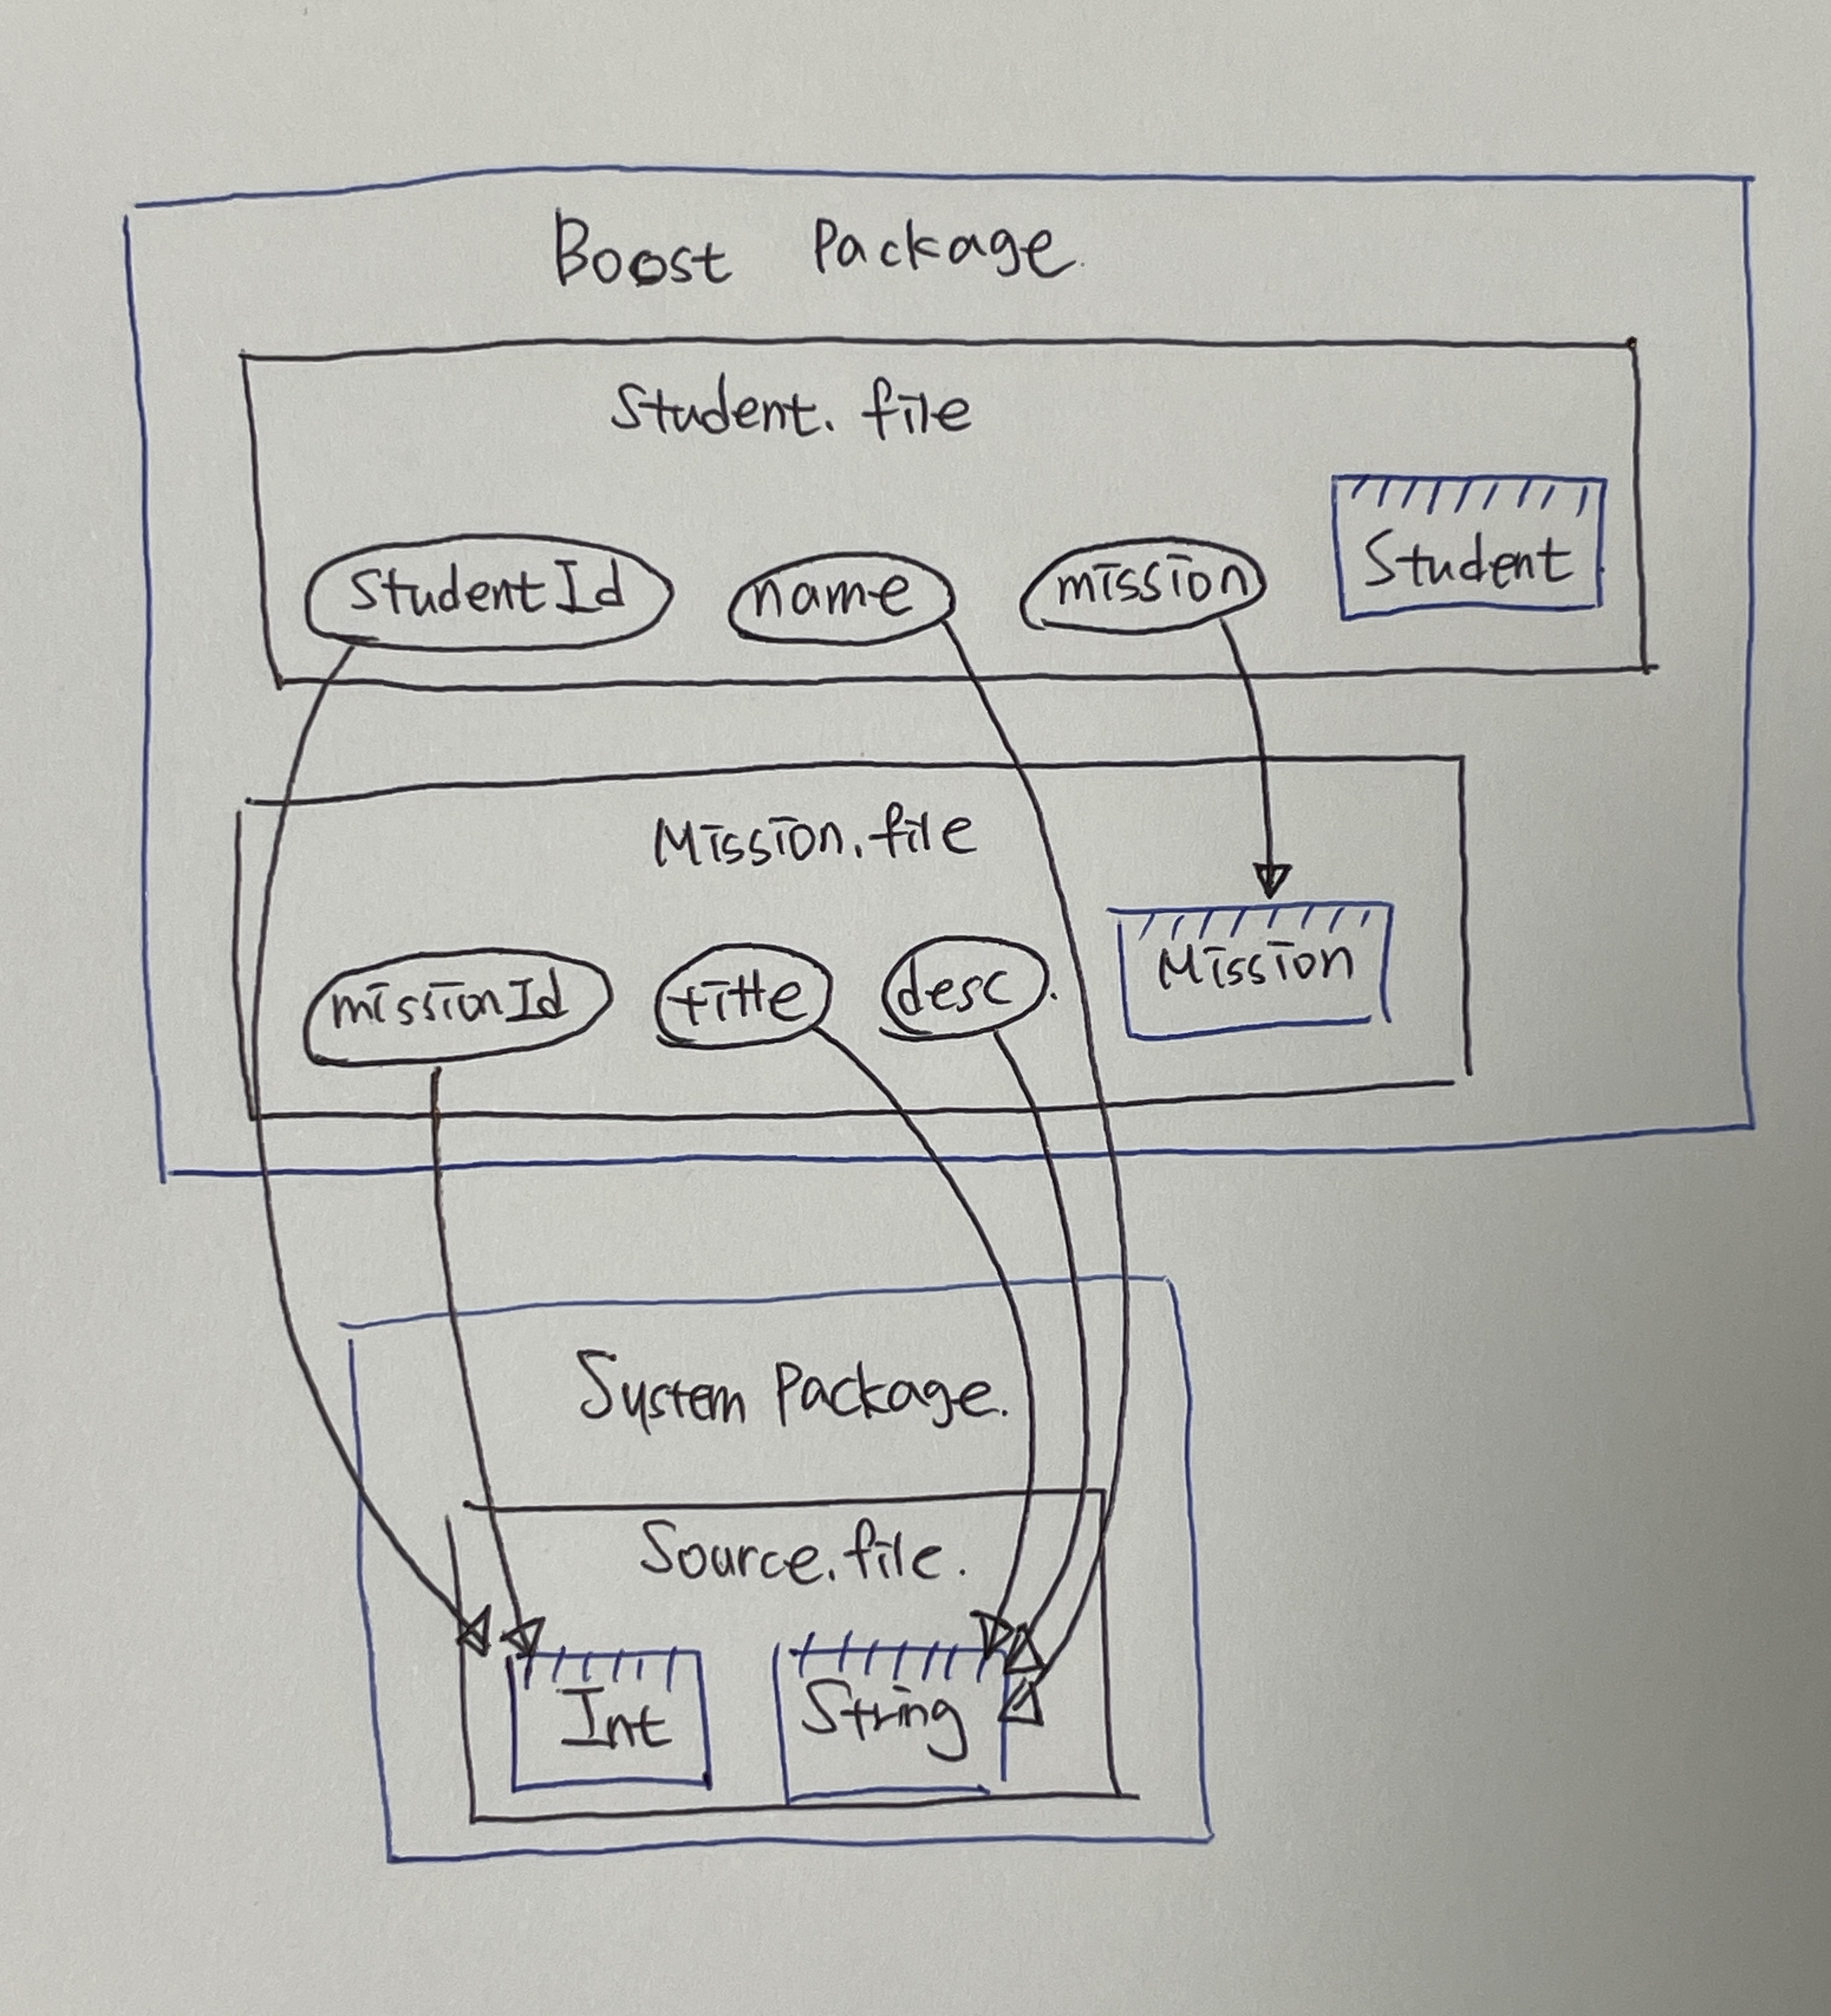 Boost Package.
Student. file
StudentId name mission Student
Mission. file
missionId title desc. Mission
System Package.
Source. file.
Int String